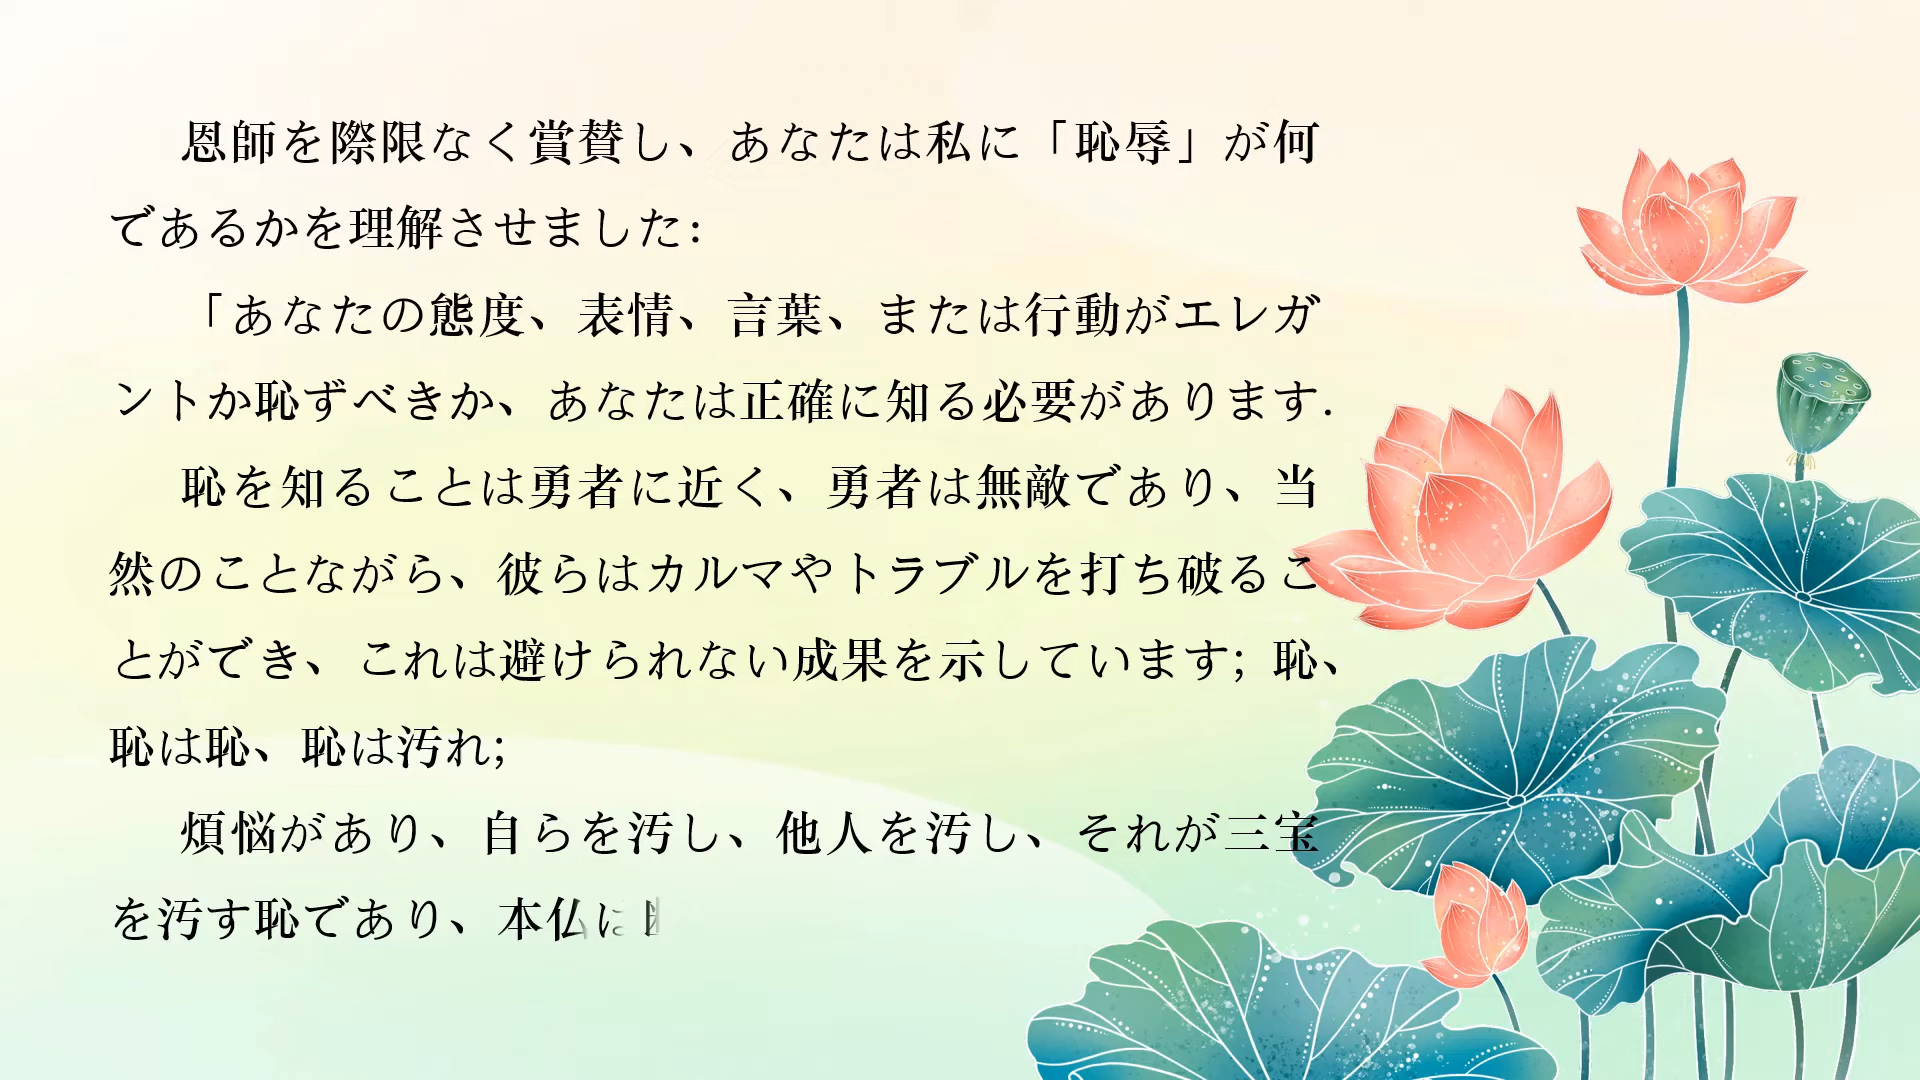 恩師を際限なく賞賛し、あなたは私に「恥辱」が何
であるかを理解させました:
「あなたの態度、表情、言葉、または行動がエレガ
ントか恥ずべきか、あなたは正確に知る必要があります.
恥を知ることは勇者に近く、勇者は無敵であり、当
然のことながら、彼らはカルマやトラブルを打ち破るこ
とができ、これは避けられない成果を示しています; 恥、
恥は恥、恥は汚れ;
煩悩があり、自らを汚し、他人を汚し、それが三宝
を汚す恥であり、本仏は